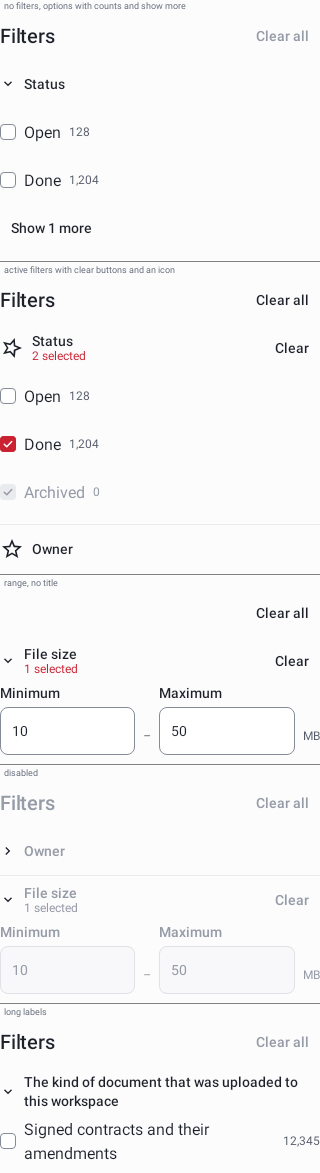 no filters, options with counts and show more
Filters Clear all
Status
Open 128
Done 1,204
Show 1 more
active filters with clear buttons and an icon
Filters Clear all
Status
2 selected
Clear
Open 128
Done 1,204
Archived 0
Owner
range, no title
Clear all
File size
1 selected
Clear
Minimum Maximum
10 – 50 MB
disabled
Filters Clear all
Owner
File size
1 selected
Clear
Minimum Maximum
10 – 50 MB
long labels
Filters Clear all
The kind of document that was uploaded to
this workspace
Signed contracts and their
amendments
12,345